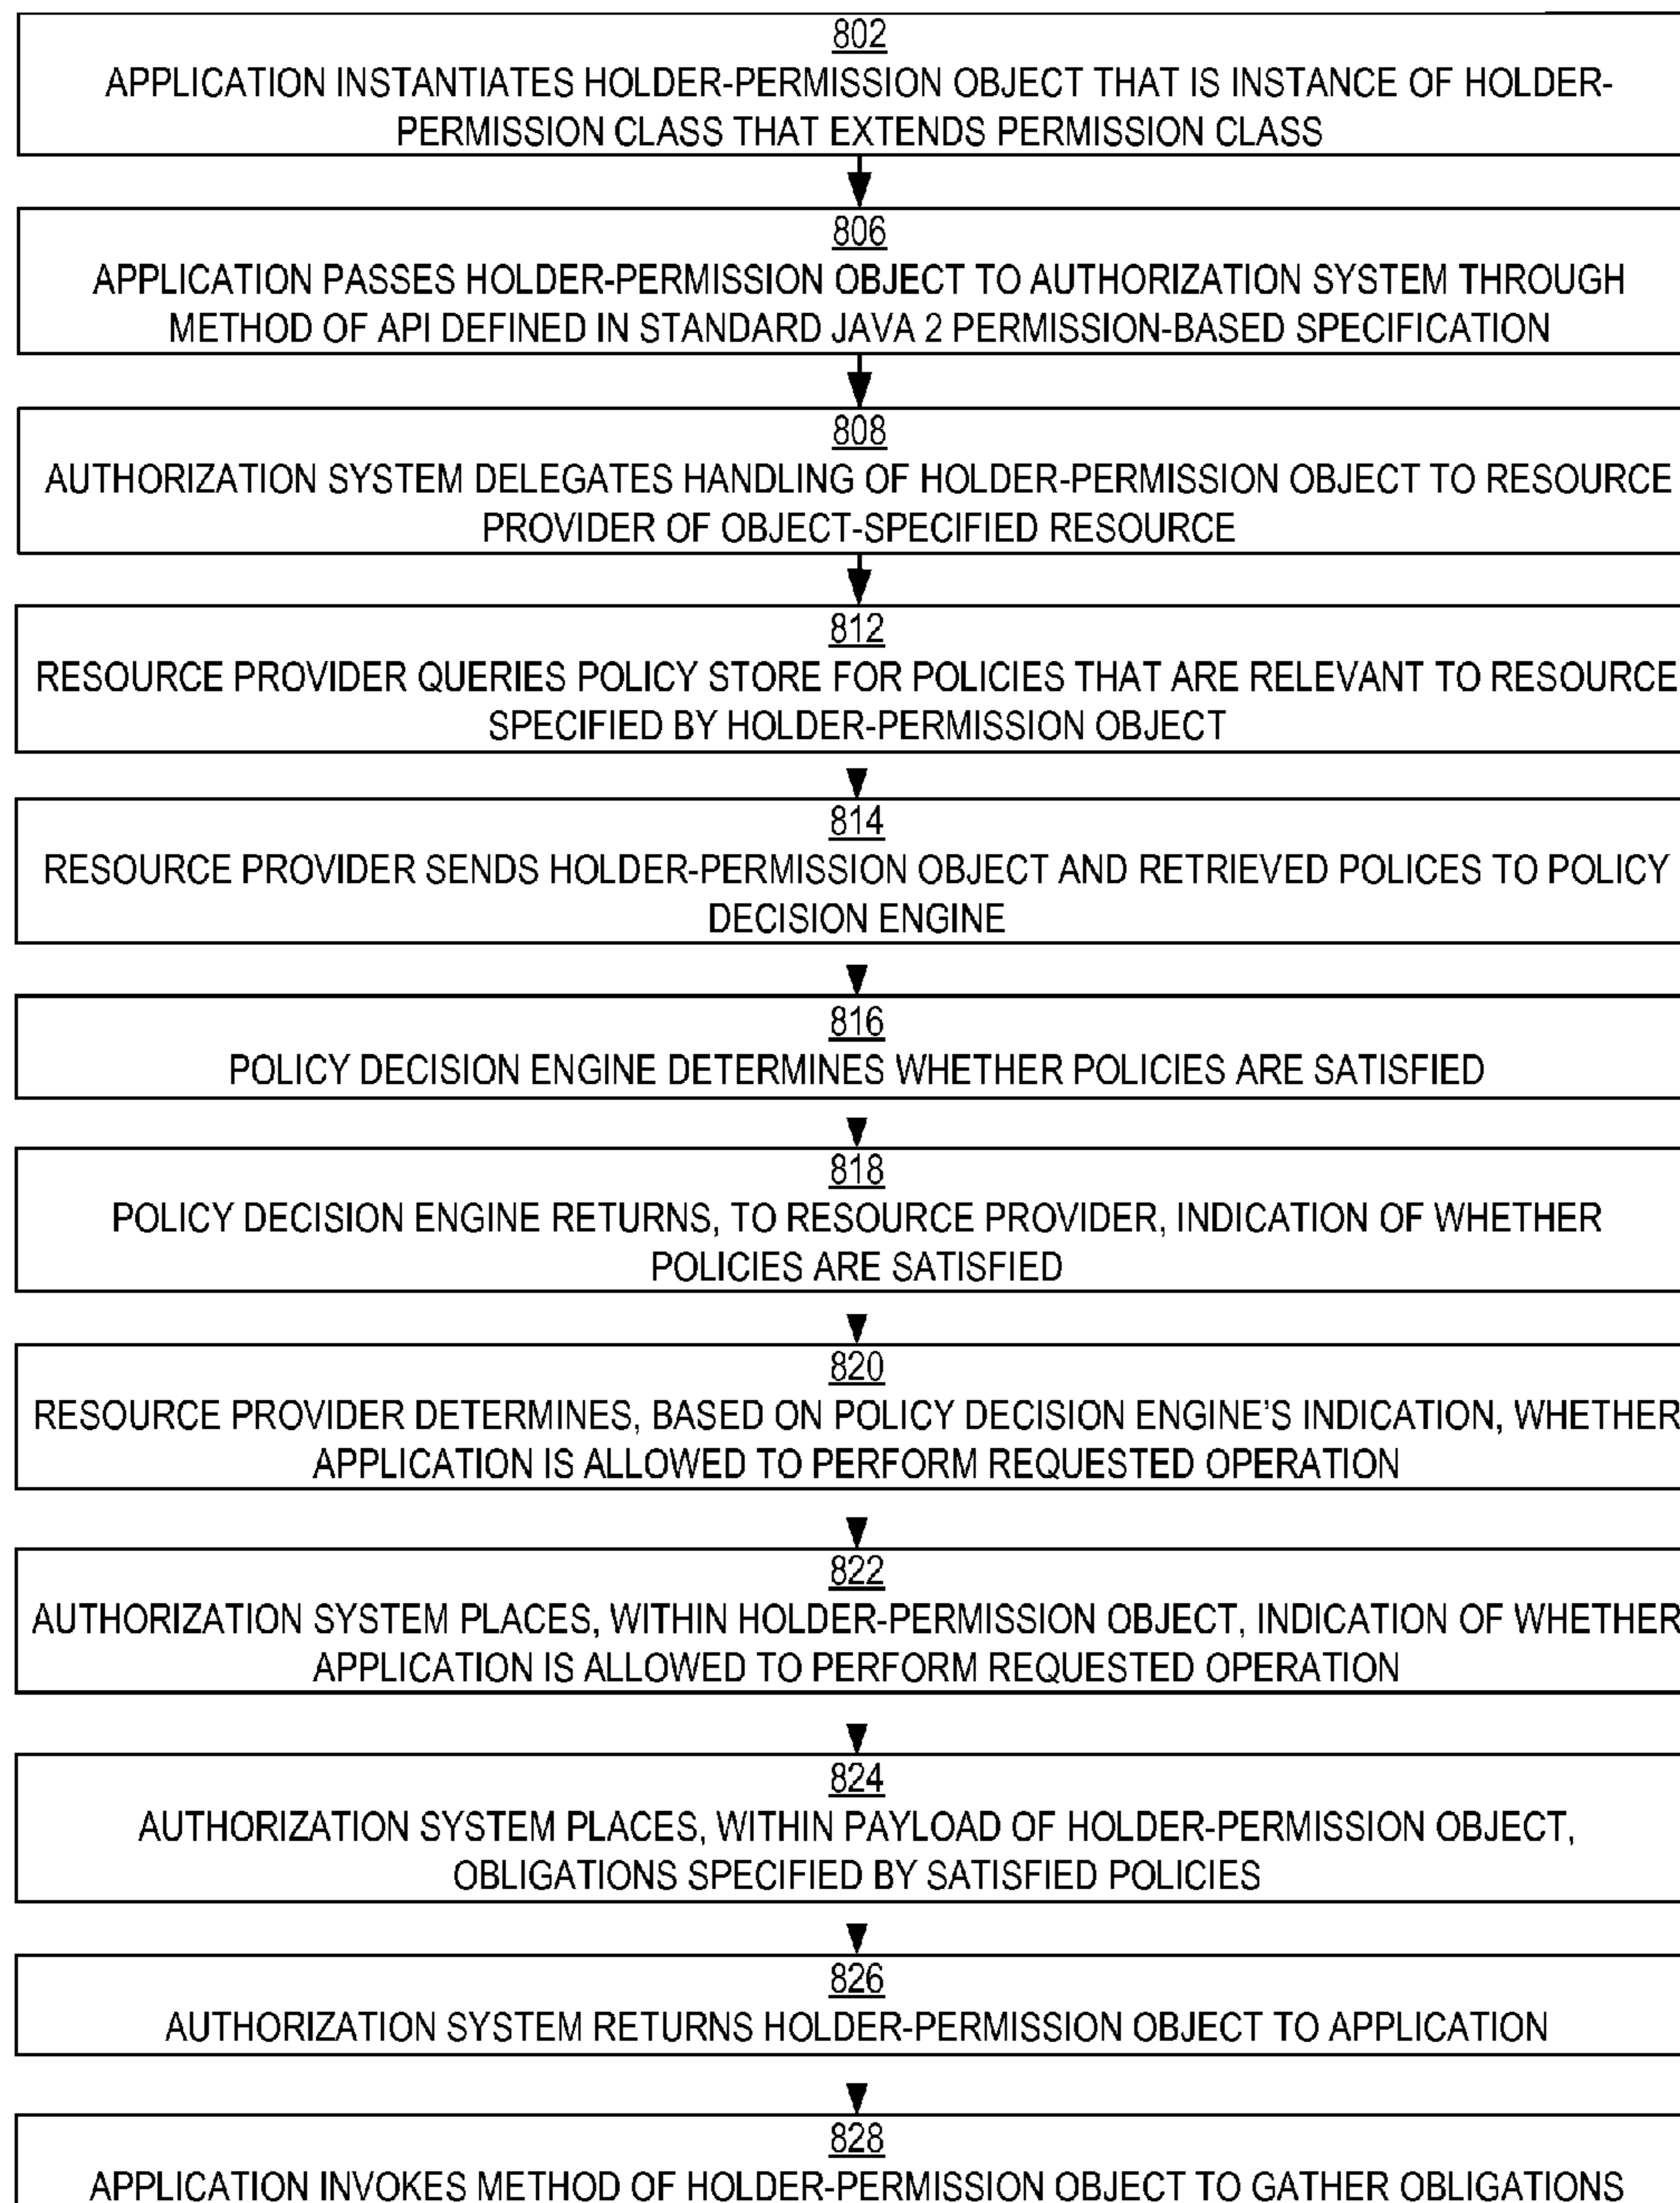 802
APPLICATION INSTANTIATES HOLDER-PERMISSION OBJECT THAT IS INSTANCE OF HOLDER-
PERMISSION CLASS THAT EXTENDS PERMISSION CLASS
806
APPLICATION PASSES HOLDER-PERMISSION OBJECT TO AUTHORIZATION SYSTEM THROUGH
METHOD OF API DEFINED IN STANDARD JAVA 2 PERMISSION-BASED SPECIFICATION
808
AUTHORIZATION SYSTEM DELEGATES HANDLING OF HOLDER-PERMISSION OBJECT TO RESOURCE
PROVIDER OF OBJECT-SPECIFIED RESOURCE
812
RESOURCE PROVIDER QUERIES POLICY STORE FOR POLICIES THAT ARE RELEVANT TO RESOURCE
SPECIFIED BY HOLDER-PERMISSION OBJECT
814
RESOURCE PROVIDER SENDS HOLDER-PERMISSION OBJECT AND RETRIEVED POLICES TO POLICY
DECISION ENGINE
816
POLICY DECISION ENGINE DETERMINES WHETHER POLICIES ARE SATISFIED
818
POLICY DECISION ENGINE RETURNS, TO RESOURCE PROVIDER, INDICATION OF WHETHER
POLICIES ARE SATISFIED
820
RESOURCE PROVIDER DETERMINES, BASED ON POLICY DECISION ENGINE'S INDICATION, WHETHER
APPLICATION IS ALLOWED TO PERFORM REQUESTED OPERATION
822
AUTHORIZATION SYSTEM PLACES, WITHIN HOLDER-PERMISSION OBJECT, INDICATION OF WHETHER
APPLICATION IS ALLOWED TO PERFORM REQUESTED OPERATION
824
AUTHORIZATION SYSTEM PLACES, WITHIN PAYLOAD OF HOLDER-PERMISSION OBJECT,
OBLIGATIONS SPECIFIED BY SATISFIED POLICIES
826
AUTHORIZATION SYSTEM RETURNS HOLDER-PERMISSION OBJECT TO APPLICATION
828
APPLICATION INVOKES METHOD OF HOLDER-PERMISSION OBJECT TO GATHER OBLIGATIONS